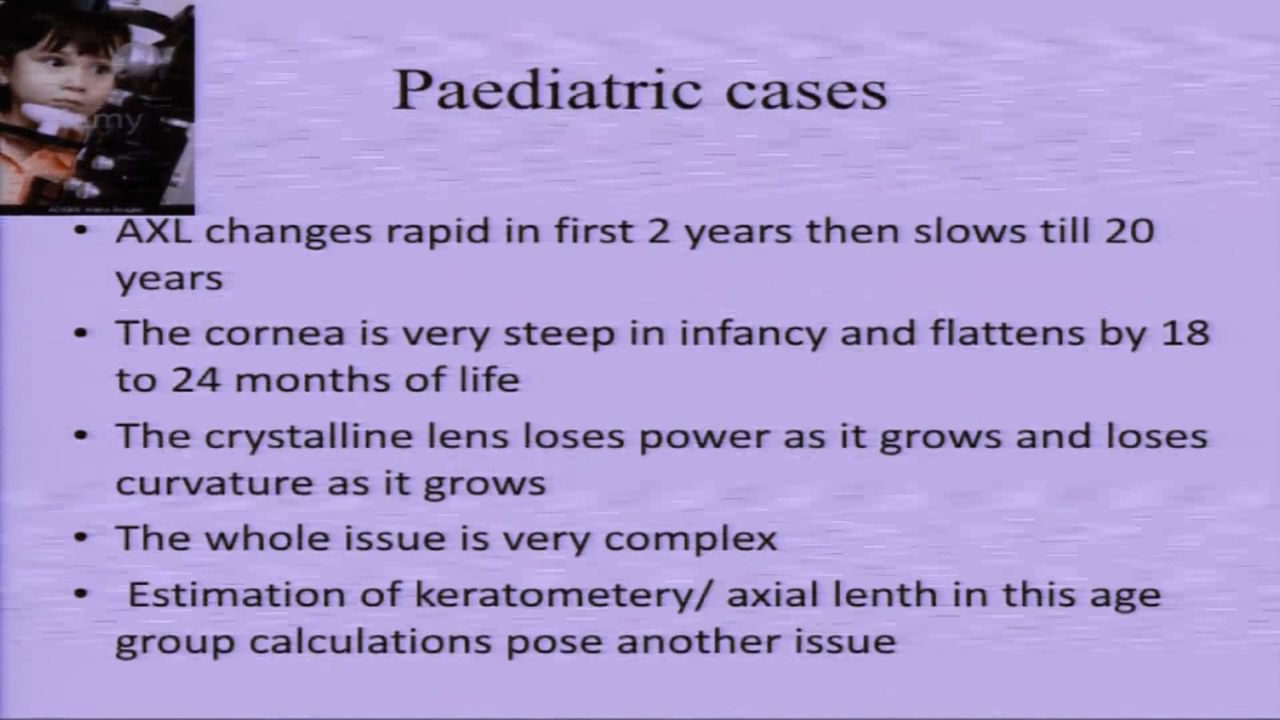 Paediatric cases
my
• AXL changes rapid in first 2 years then slows till 20
years
• The cornea is very steep in infancy and flattens by 18
to 24 months of life
• The crystalline lens loses power as it grows and loses
curvature as it grows
• The whole issue is very complex
• Estimation of keratometery/ axial lenth in this age
group calculations pose another issue